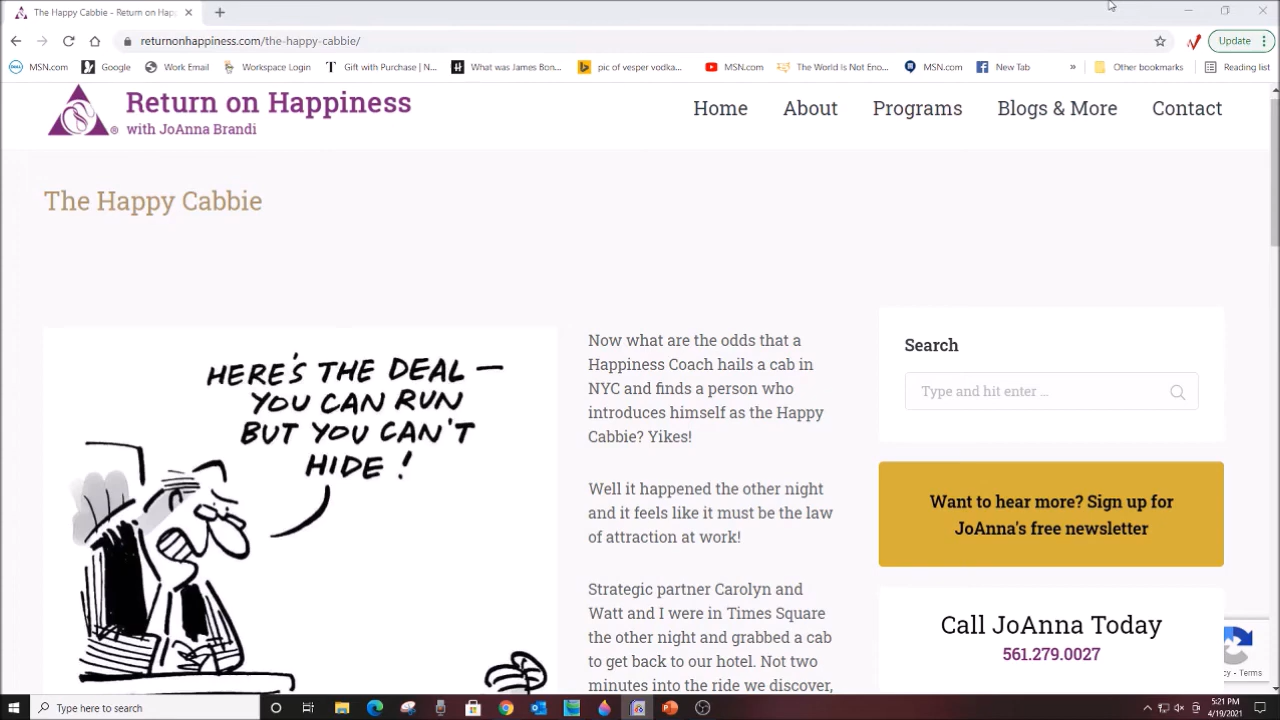 The Happy Cabbie - Return on Hap
returnonhappiness.com/the-happy-cabbie/
Update
MSN.com
Google
Work Email
Workspace Login
Gift with Purchase | N...
What was James Bon...
pic of vesper vodka...
MSN.com
The World Is Not Eno...
MSN.com
New Tab
»
Other bookmarks
Reading list
Return on Happiness
with JoAnna Brandi
Home
About
Programs
Blogs & More
Contact
The Happy Cabbie
HERE'S THE DEAL —
YOU CAN RUN
BUT YOU CAN'T
HIDE!
Now what are the odds that a
Happiness Coach hails a cab in
NYC and finds a person who
introduces himself as the Happy
Cabbie? Yikes!
Well it happened the other night
and it feels like it must be the law
of attraction at work!
Strategic partner Carolyn and
Watt and I were in Times Square
the other night and grabbed a cab
to get back to our hotel. Not two
minutes into the ride we discover,
Search
Type and hit enter ...
Want to hear more? Sign up for
JoAnna's free newsletter
Call JoAnna Today
561.279.0027
- Terms
Type here to search
5:21 PM
4/19/2021